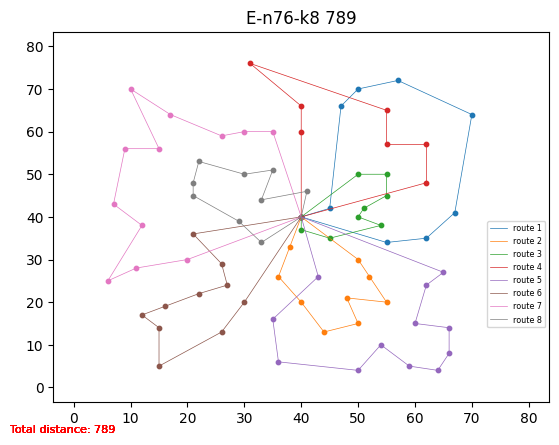 E-n76-k8 789
80
70
60
50
40
30
20
10
0
route 1
route 2
route 3
route 4
route 5
route 6
route 7
route 8
0 10 20 30 40 50 60 70 80
Total distance: 789